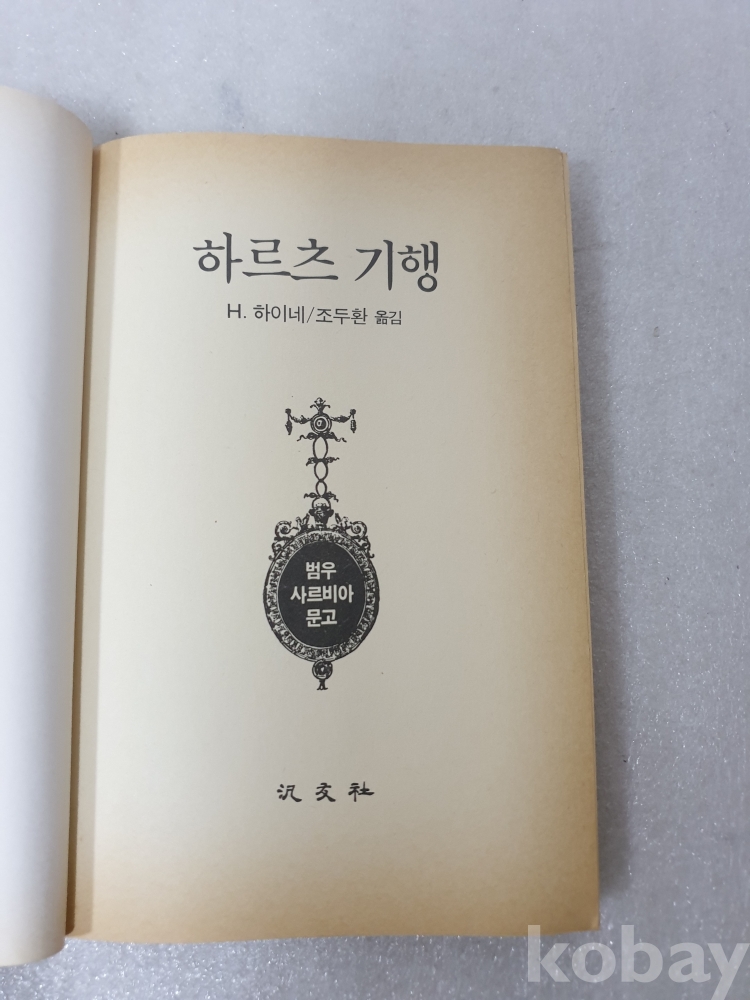 하르츠 기행
H. 하이네/조두환 옮김
범우
사르비아
문고
汎友社
kobay